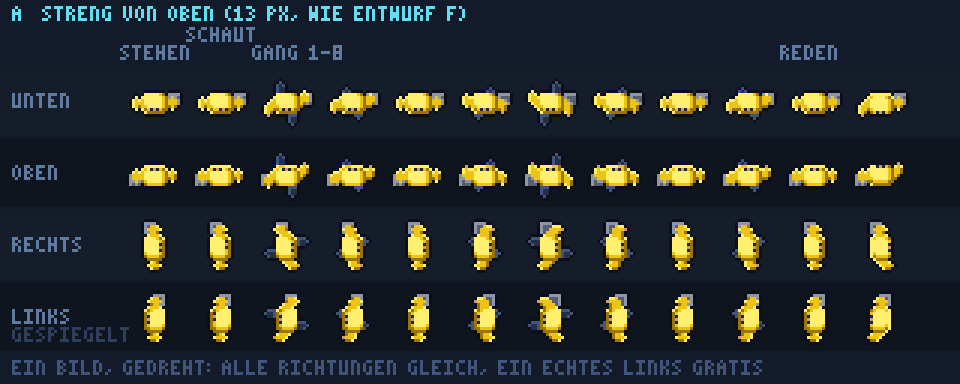 A STRENG VON OBEN (13 PX, WIE ENTWURF F)
SCHAUT
STEHEN GANG 1-8 REDEN
UNTEN
OBEN
RECHTS
LINKS
GESPIEGELT
EIN BILD, GEDREHT: ALLE RICHTUNGEN GLEICH, EIN ECHTES LINKS GRATIS